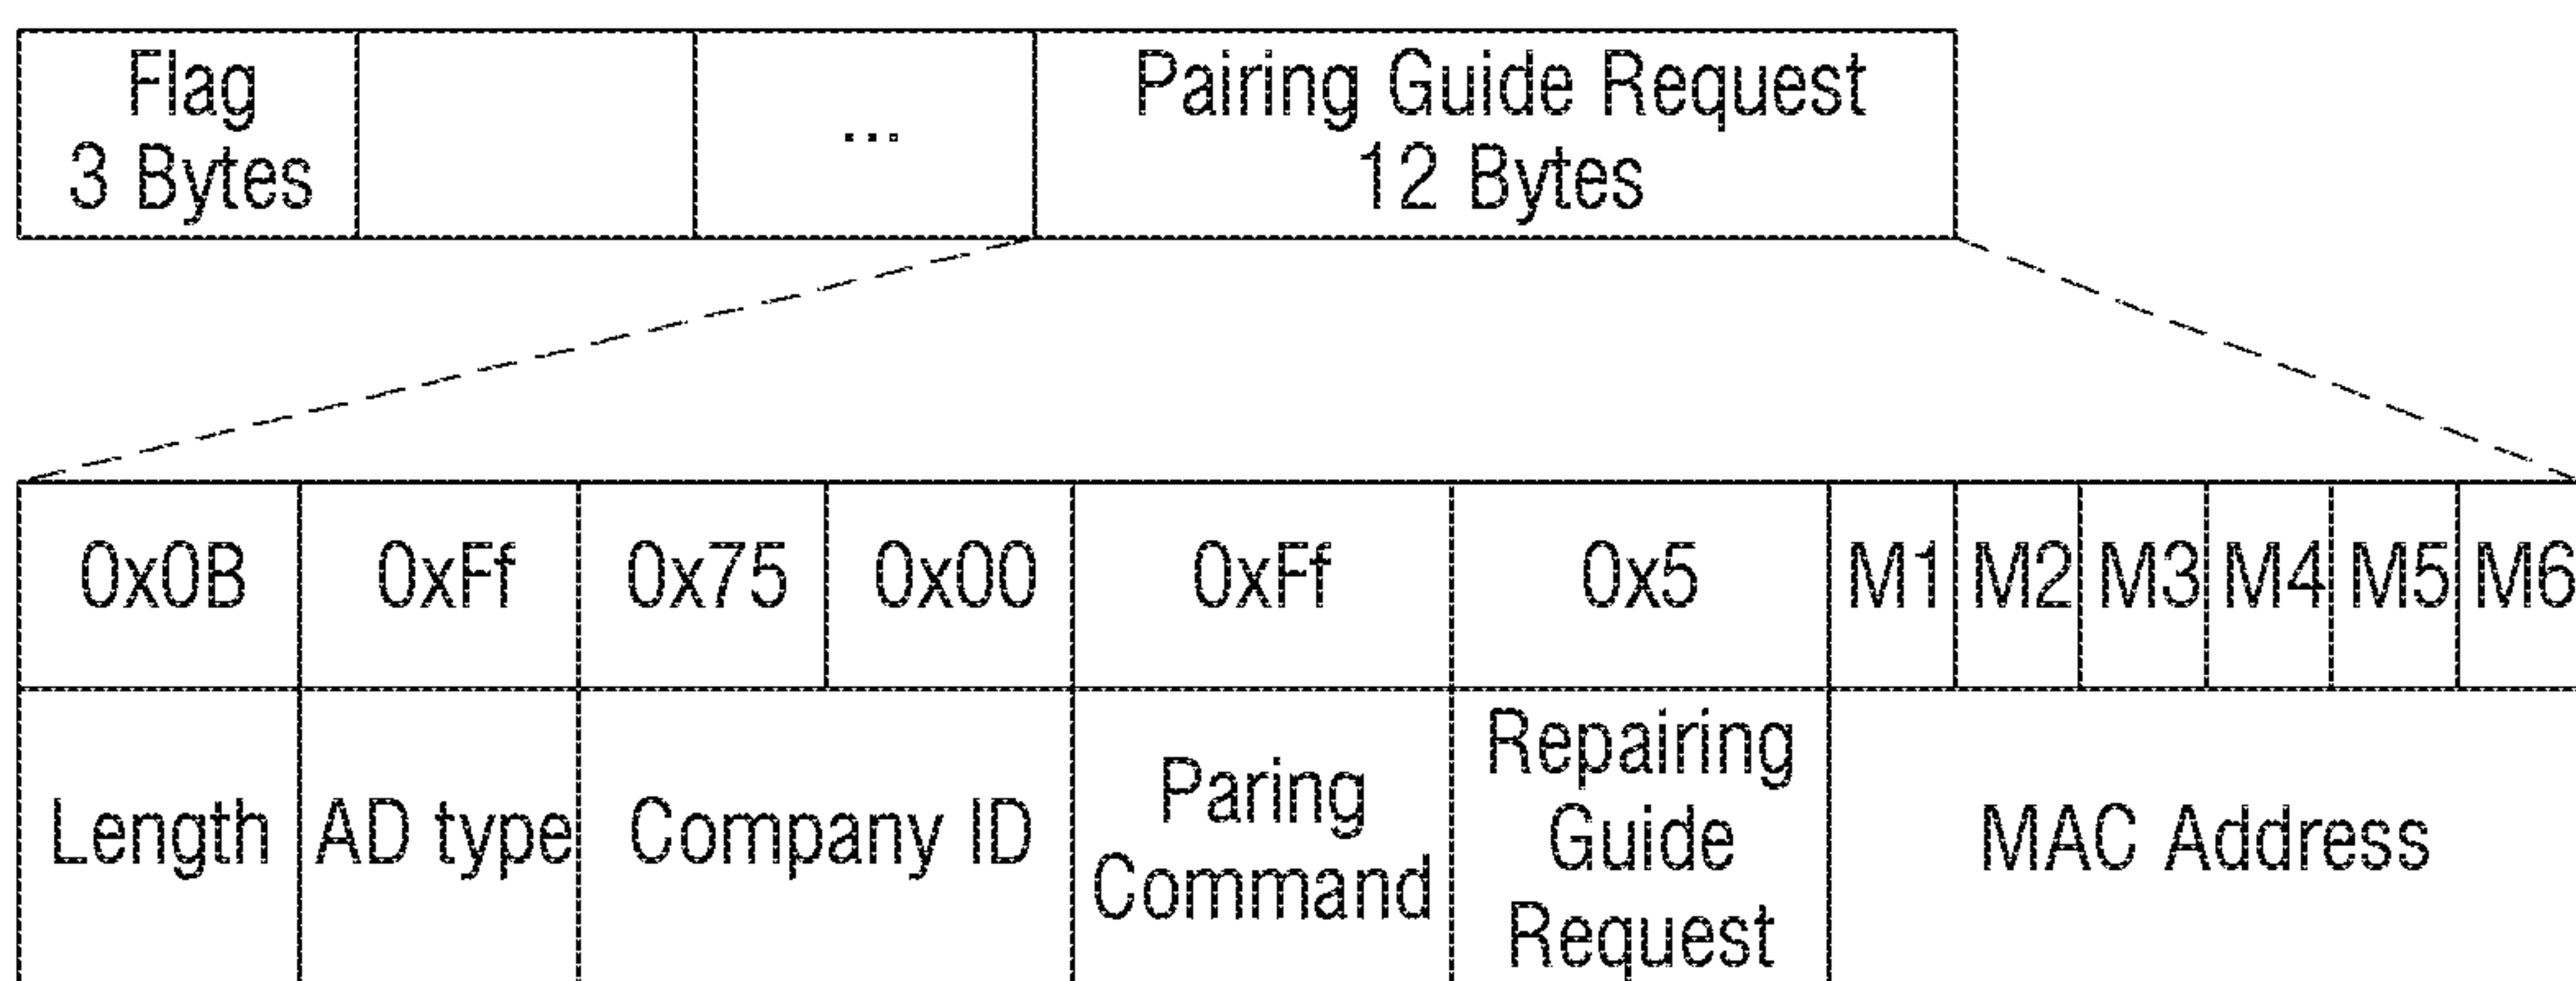 Flag
3 Bytes
...
Pairing Guide Request
12 Bytes
0x0B 0xFf 0x75 0x00 0xFf 0x5 M1 M2 M3 M4 M5 M6
Length
AD type
Company ID
Paring
Command
Repairing
Guide
Request
MAC Address